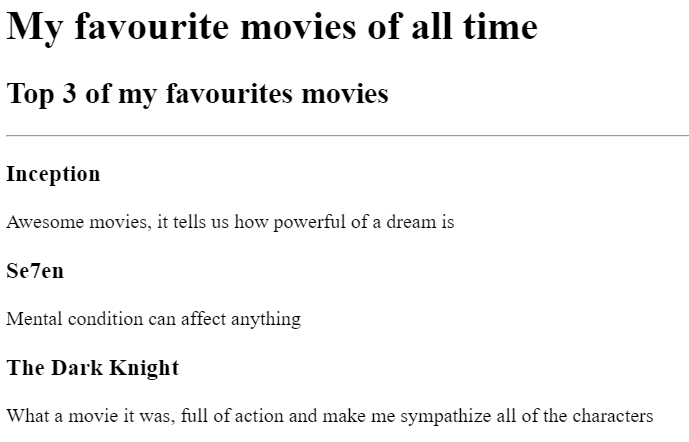 My favourite movies of all time
Top 3 of my favourites movies
Inception
Awesome movies, it tells us how powerful of a dream is
Se7en
Mental condition can affect anything
The Dark Knight
What a movie it was, full of action and make me sympathize all of the characters